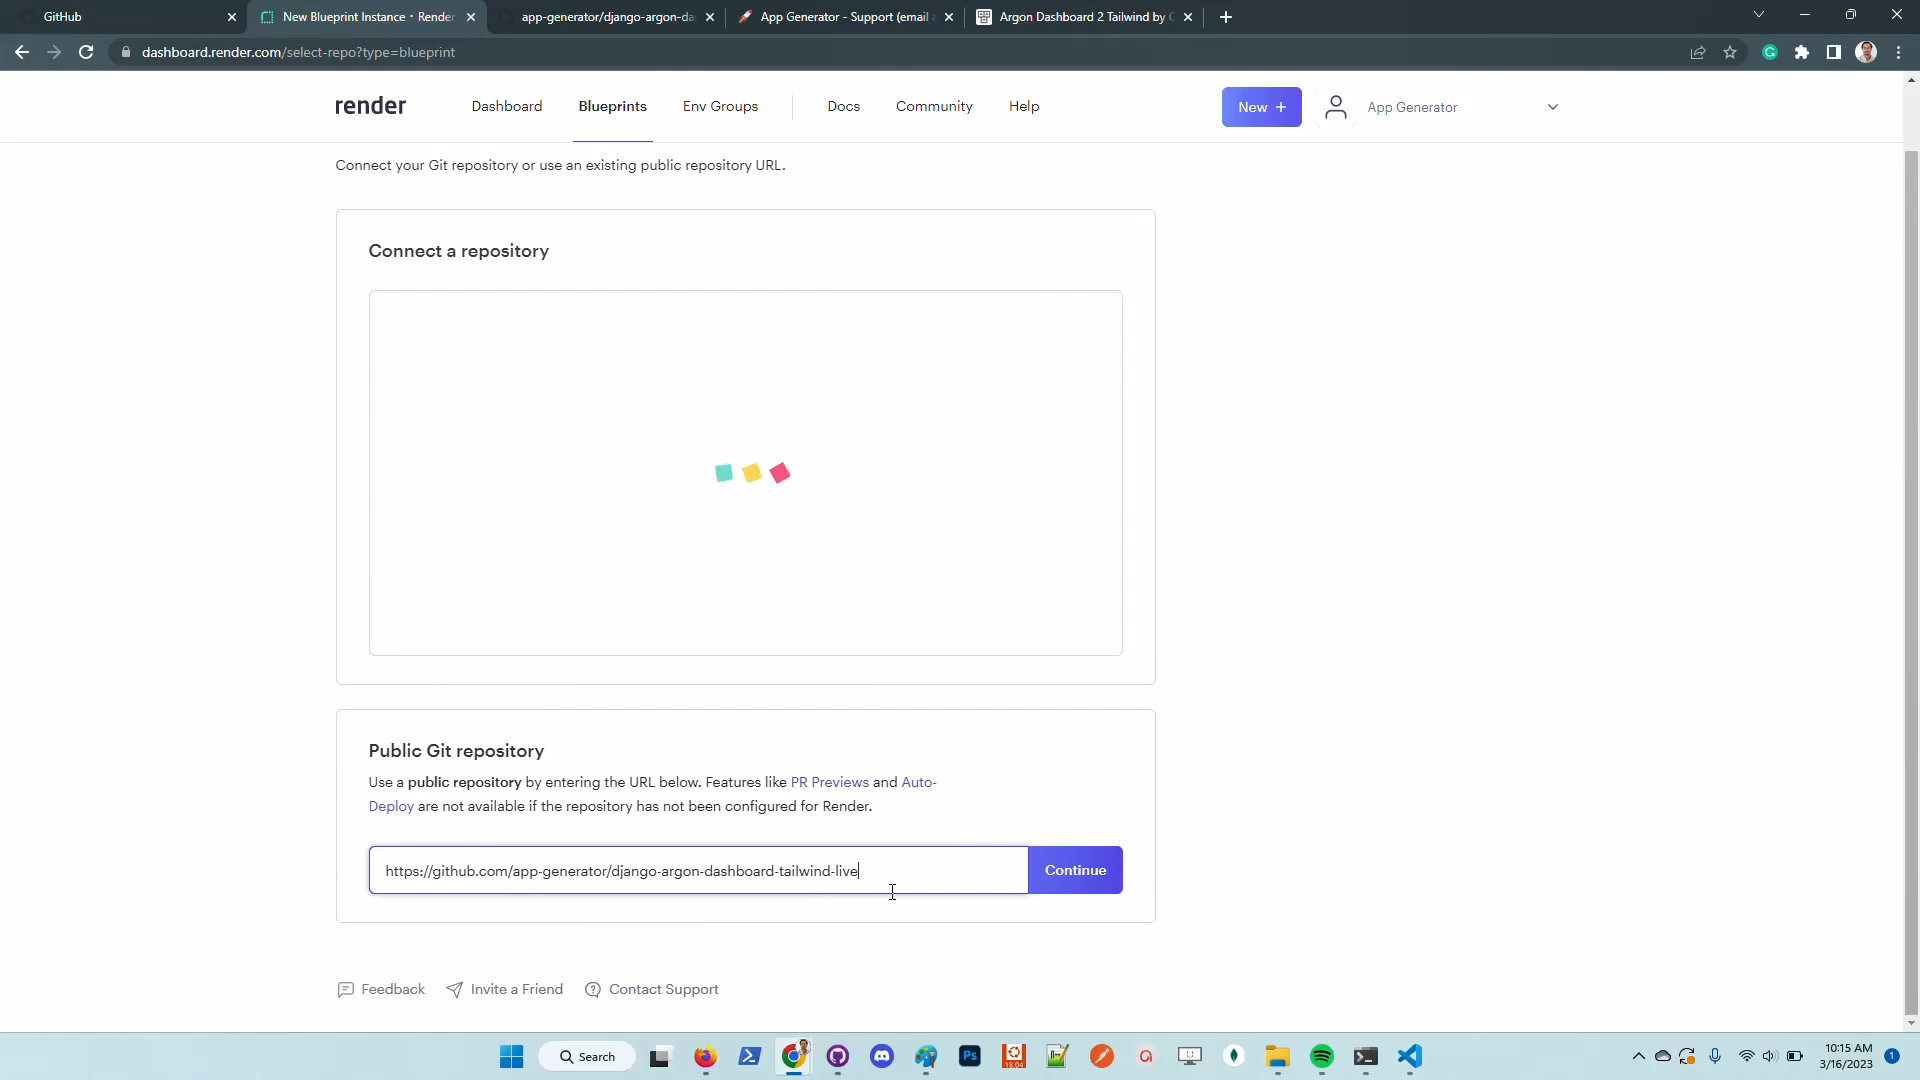 GitHub
New Blueprint Instance • Render
app-generator/django-argon-da
App Generator - Support (email
Argon Dashboard 2 Tailwind by
dashboard.render.com/select-repo?type=blueprint
render
Dashboard
Blueprints
Env Groups
Docs
Community
Help
New +
App Generator
Connect your Git repository or use an existing public repository URL.
Connect a repository
Public Git repository
Use a public repository by entering the URL below. Features like PR Previews and Auto-
Deploy are not available if the repository has not been configured for Render.
https://github.com/app-generator/django-argon-dashboard-tailwind-live
Continue
Feedback
Invite a Friend
Contact Support
Search
Ps
18.04
10:15 AM
3/16/2023
1